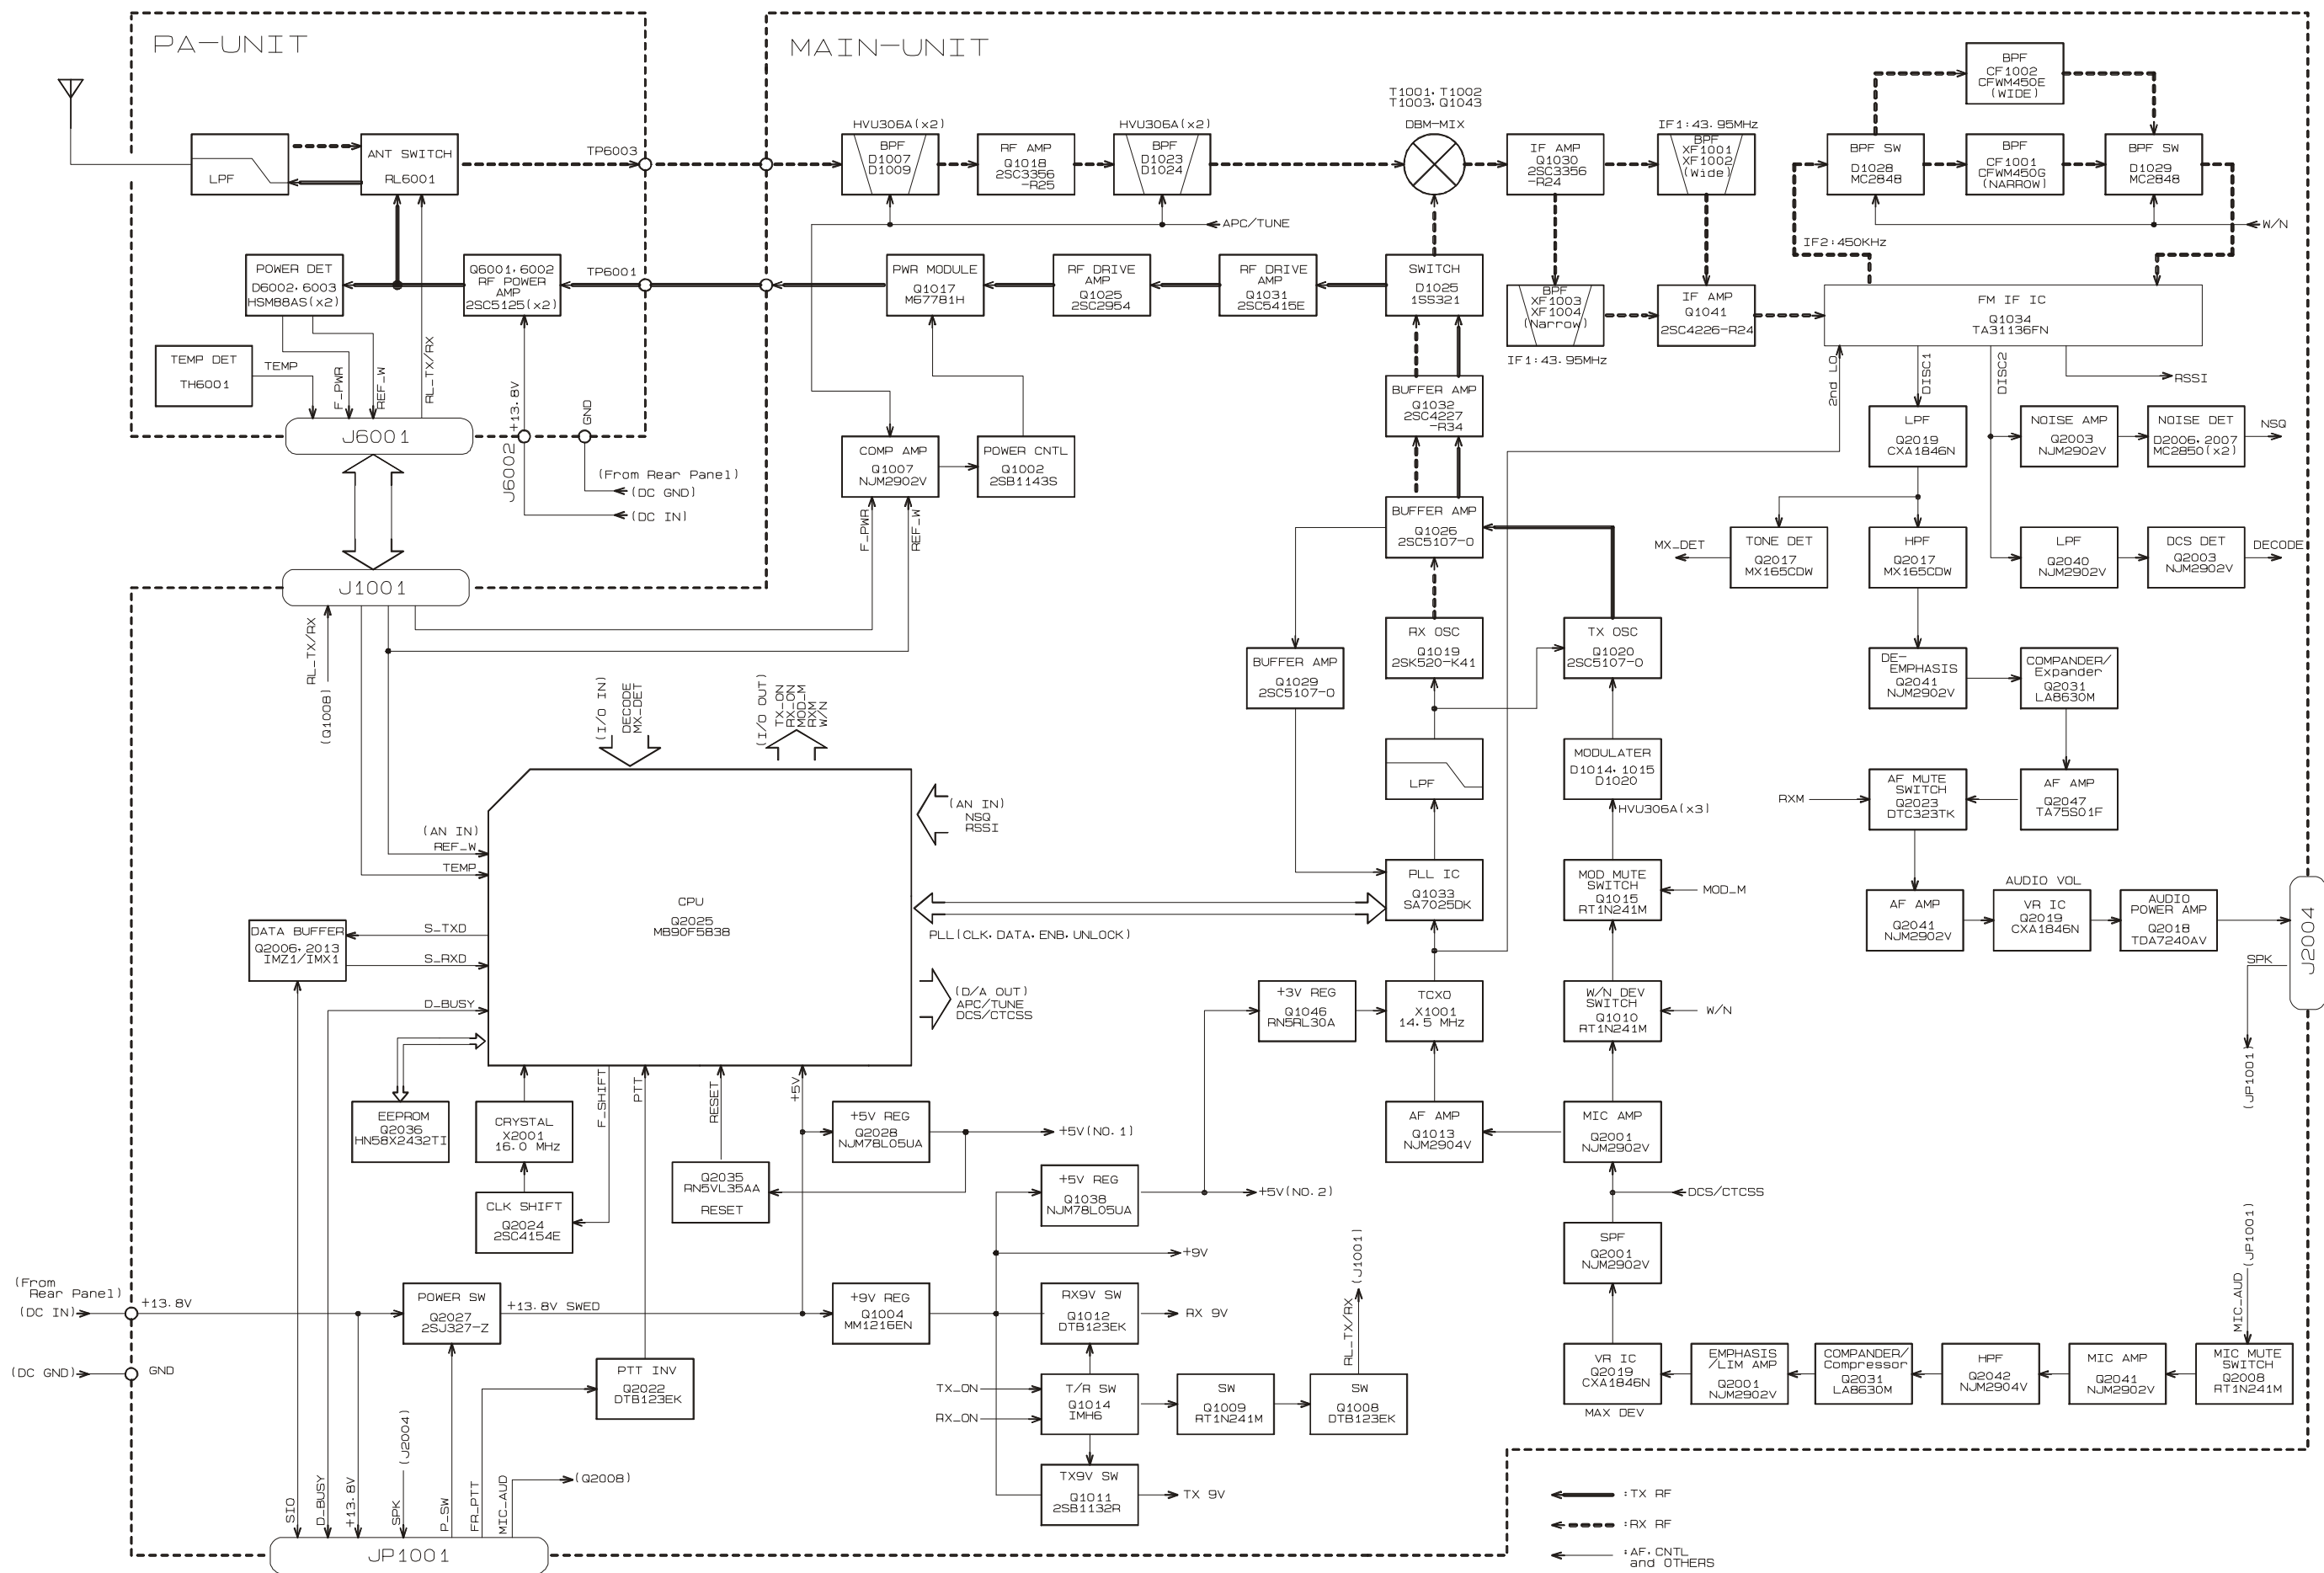 PA-UNIT
MAIN-UNIT
LPF
ANT SWITCH
RL6001
TP6003
HVU306A(x2)
BPF
D1007
D1009
RF AMP
Q1018
2SC3356
-R25
HVU306A(x2)
BPF
D1023
D1024
T1001. T1002
T1003. Q1043
DBM-MIX
IF AMP
Q1030
2SC3356
-R24
IF1:43.95MHz
BPF
XF1001
XF1002
(Wide)
BPF SW
D1028
MC2848
BPF
CF1002
CFWM450E
(WIDE)
BPF
CF1001
CFWM450G
(NARROW)
BPF SW
D1029
MC2848
APC/TUNE
W/N
IF2:450KHz
POWER DET
D6002. 6003
HSM88AS(x2)
Q6001. 6002
RF POWER
AMP
2SC5125(x2)
TP6001
PWR MODULE
Q1017
M67781H
RF DRIVE
AMP
Q1025
2SC2954
RF DRIVE
AMP
Q1031
2SC5415E
SWITCH
D1025
1SS321
BPF
XF1003
XF1004
(Narrow)
IF1:43.95MHz
IF AMP
Q1041
2SC4226-R24
FM IF IC
Q1034
TA31136FN
TEMP DET
TH6001
TEMP
F_PWR
REF_W
RL-TX/RX
+13.8V
GND
J6001
J6002
(From Rear Panel)
(DC GND)
(DC IN)
BUFFER AMP
Q1032
2SC4227
-R34
2nd LO
DISC1
DISC2
RSSI
COMP AMP
Q1007
NJM2902V
POWER CNTL
Q1002
2SB1143S
F_PWR
REF_W
LPF
Q2019
CXA1846N
NOISE AMP
Q2003
NJM2902V
NOISE DET
D2006. 2007
MC2850(x2)
NSQ
BUFFER AMP
Q1026
2SC5107-O
MX_DET
TONE DET
Q2017
MX165CDW
HPF
Q2017
MX165CDW
LPF
Q2040
NJM2902V
DCS DET
Q2003
NJM2902V
DECODE
J1001
RL-TX/RX
(Q1008)
BUFFER AMP
Q1029
2SC5107-O
RX OSC
Q1019
2SK520-K41
TX OSC
Q1020
2SC5107-O
DE-
EMPHASIS
Q2041
NJM2902V
COMPANDER/
Expander
Q2031
LA8630M
(I/O IN)
DECODE
MX_DET
(I/O OUT)
TX_ON
RX_ON
MOD_M
RXM
W/N
LPF
MODULATER
D1014. 1015
D1020
HVU306A(x3)
RXM
AF MUTE
SWITCH
Q2023
DTC323TK
AF AMP
Q2047
TA75S01F
(AN IN)
REF_W
TEMP
(AN IN)
NSQ
RSSI
CPU
Q2025
MB90F583B
PLL IC
Q1033
SA7025DK
PLL(CLK. DATA. ENB. UNLOCK)
MOD MUTE
SWITCH
Q1015
RT1N241M
MOD_M
AF AMP
Q2041
NJM2902V
AUDIO VOL
VR IC
Q2019
CXA1846N
AUDIO
POWER AMP
Q2018
TDA7240AV
J2004
SPK
(JP1001)
DATA BUFFER
Q2006. 2013
IMZ1/IMX1
S_TXD
S_RXD
D_BUSY
(D/A OUT)
APC/TUNE
DCS/CTCSS
+3V REG
Q1046
RN5RL30A
TCXO
X1001
14.5 MHz
W/N DEV
SWITCH
Q1010
RT1N241M
W/N
EEPROM
Q2036
HN58X2432TI
CRYSTAL
X2001
16.0 MHz
CLK SHIFT
Q2024
2SC4154E
F_SHIFT
PTT
RESET
+5V
+5V REG
Q2028
NJM78L05UA
+5V(NO.1)
Q2035
RN5VL35AA
RESET
AF AMP
Q1013
NJM2904V
MIC AMP
Q2001
NJM2902V
+5V REG
Q1038
NJM78L05UA
+5V(NO.2)
DCS/CTCSS
SPF
Q2001
NJM2902V
+9V
(From
Rear Panel)
(DC IN)
+13.8V
(DC GND)
GND
POWER SW
Q2027
2SJ327-Z
+13.8V SWED
+9V REG
Q1004
MM1216EN
RX9V SW
Q1012
DTB123EK
RX 9V
RL_TX/RX
(J1001)
MIC_AUD
(JP1001)
PTT INV
Q2022
DTB123EK
TX_ON
RX_ON
T/R SW
Q1014
IMH6
SW
Q1009
RT1N241M
SW
Q1008
DTB123EK
VR IC
Q2019
CXA1846N
MAX DEV
EMPHASIS
/LIM AMP
Q2001
NJM2902V
COMPANDER/
Compressor
Q2031
LA8630M
HPF
Q2042
NJM2904V
MIC AMP
Q2041
NJM2902V
MIC MUTE
SWITCH
Q2008
RT1N241M
TX9V SW
Q1011
2SB1132R
TX 9V
SIO
D_BUSY
+13.8V
SPK
(J2004)
P_SW
FR_PTT
MIC_AUD
(Q2008)
JP1001
:TX RF
:RX RF
:AF. CNTL
and OTHERS